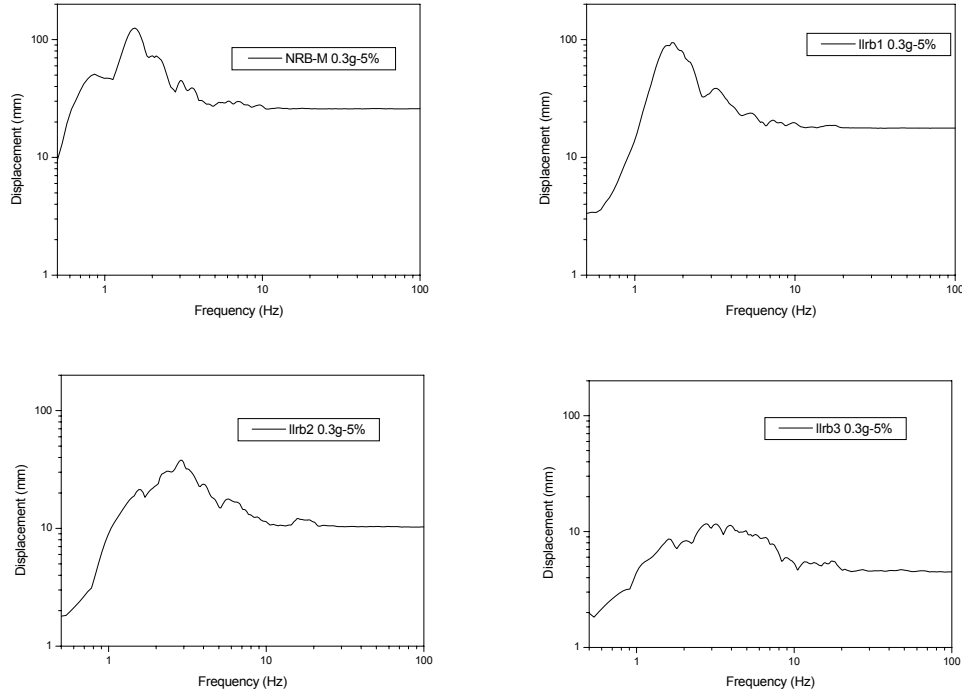 100
10
1
Displacement (mm)
NRB-M 0.3g-5%
1
10
100
Frequency (Hz)
100
10
1
Displacement (mm)
llrb1 0.3g-5%
1
10
100
Frequency (Hz)
100
10
1
Displacement (mm)
llrb2 0.3g-5%
1
10
100
Frequency (Hz)
100
10
1
Displacement (mm)
llrb3 0.3g-5%
1
10
100
Frequency (Hz)